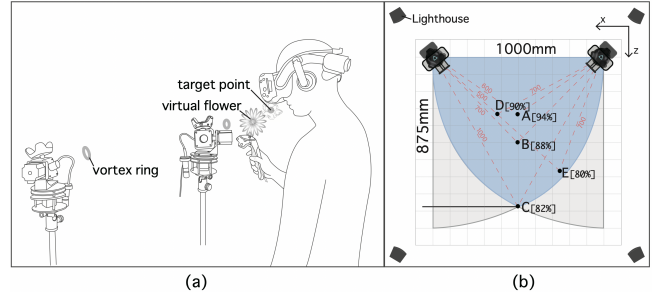 target point
virtual flower
vortex ring
(a)
Lighthouse
x
z
1000mm
875mm
D[90%]
A[94%]
B[88%]
E[80%]
C[82%]
(b)